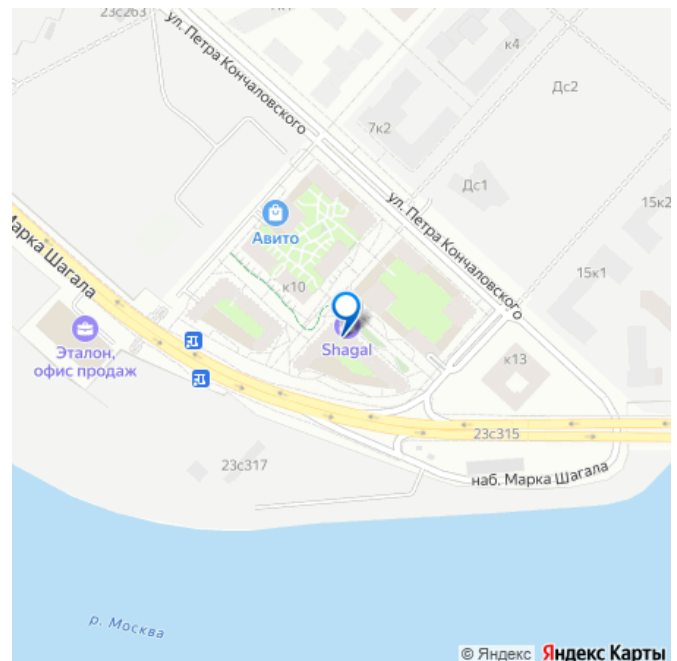 23с263
ул. Петра Кончаловского
к4
Дс2
7к2
Дс1
15к2
ул. Петра Кончаловского
Авито
Марка Шагала
к10
15к1
Shagal
Эталон,
офис продаж
к13
23с315
23с317
наб. Марка Шагала
р. Москва
© Яндекс Яндекс Карты